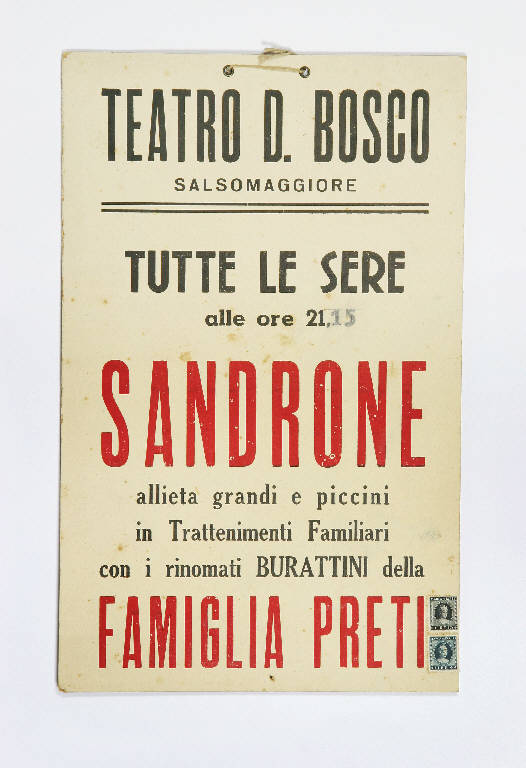 TEATRO D. BOSCO
SALSOMAGGIORE
TUTTE LE SERE
alle ore 21,15
SANDRONE
allieta grandi e piccini
in Trattenimenti Familiari
con i rinomati BURATTINI della
FAMIGLIA PRETI